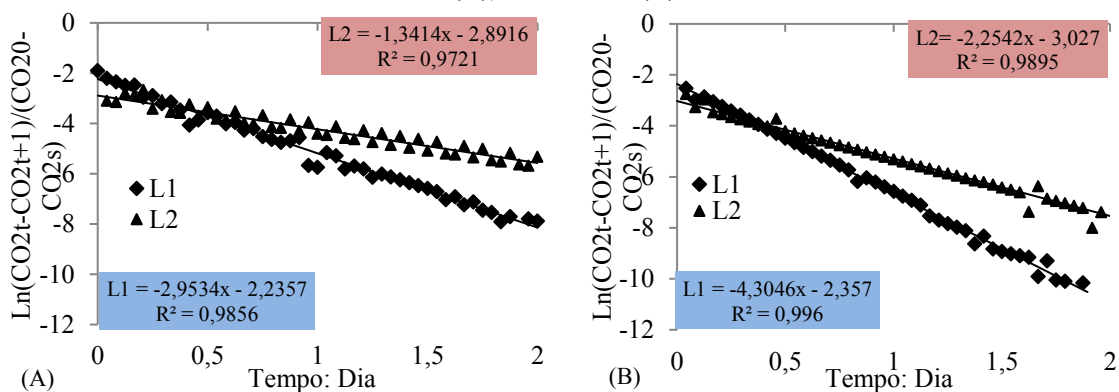 0
-2
-4
-6
-8
-10
-12
Ln(CO2t-CO2t+1)/(CO20-
CO2s)
L2 = -1,3414x - 2,8916
R² = 0,9721
L1
L2
L1 = -2,9534x - 2,2357
R² = 0,9856
0
0,5
1
1,5
2
Tempo: Dia
(A)
0
-2
-4
-6
-8
-10
-12
Ln(CO2t-CO2t+1)/(CO20-
CO2s)
L2= -2,2542x - 3,027
R² = 0,9895
L1
L2
L1 = -4,3046x - 2,357
R² = 0,996
0
0,5
1
1,5
2
Tempo: Dia
(B)